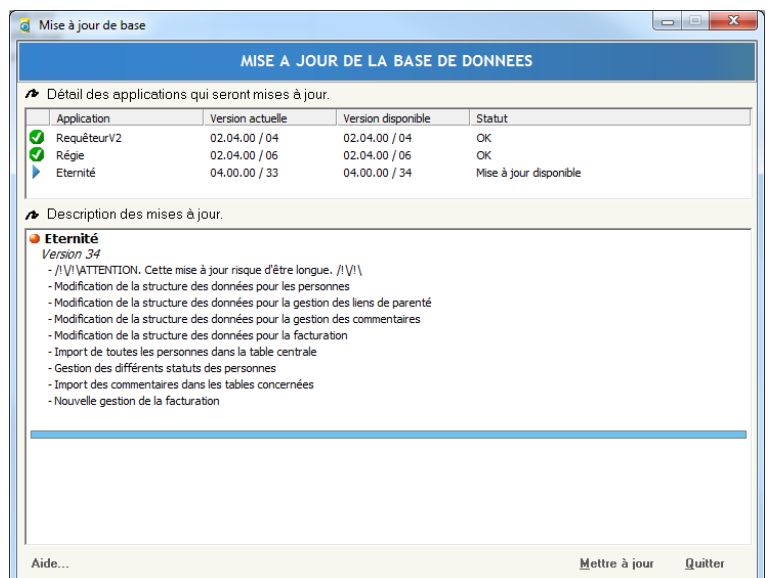 Mise à jour de base
MISE A JOUR DE LA BASE DE DONNEES
Détail des applications qui seront mises à jour.
Application Version actuelle Version disponible Statut
RequêteurV2 02.04.00 / 04 02.04.00 / 04 OK
Régie 02.04.00 / 06 02.04.00 / 06 OK
Eternité 04.00.00 / 33 04.00.00 / 34 Mise à jour disponible
Description des mises à jour.
Eternité
Version 34
- /!\/!\ATTENTION. Cette mise à jour risque d'être longue. /!\/!\
- Modification de la structure des données pour les personnes
- Modification de la structure des données pour la gestion des liens de parenté
- Modification de la structure des données pour la gestion des commentaires
- Modification de la structure des données pour la facturation
- Import de toutes les personnes dans la table centrale
- Gestion des différents statuts des personnes
- Import des commentaires dans les tables concernées
- Nouvelle gestion de la facturation
Aide... Mettre à jour Quitter